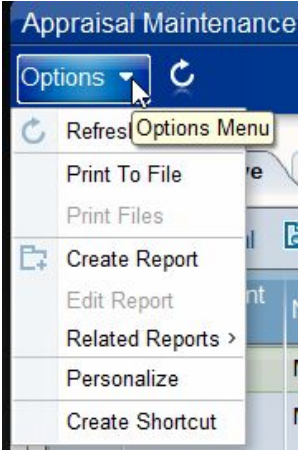 Appraisal Maintenance
Options
Options Menu
Print To File
Print Files
Create Report
Edit Report
Related Reports >
Personalize
Create Shortcut